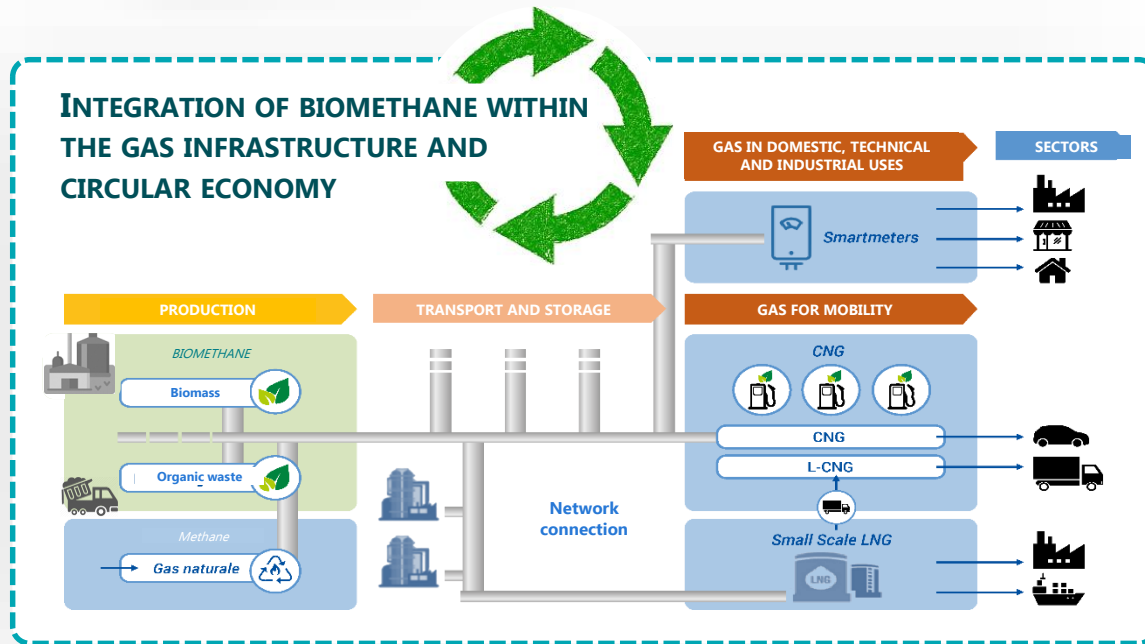 INTEGRATION OF BIOMETHANE WITHIN
THE GAS INFRASTRUCTURE AND
CIRCULAR ECONOMY
GAS IN DOMESTIC, TECHNICAL
AND INDUSTRIAL USES
SECTORS
Smartmeters
PRODUCTION
TRANSPORT AND STORAGE
GAS FOR MOBILITY
BIOMETHANE
Biomass
Organic waste
Methane
Gas naturale
Network
connection
CNG
CNG
L-CNG
Small Scale LNG
LNG